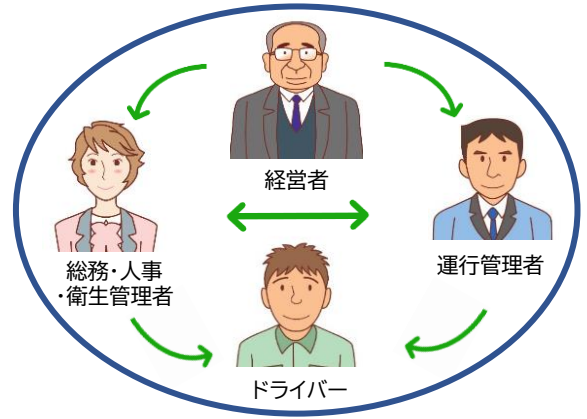 経営者
総務・人事
・衛生管理者
運行管理者
ドライバー